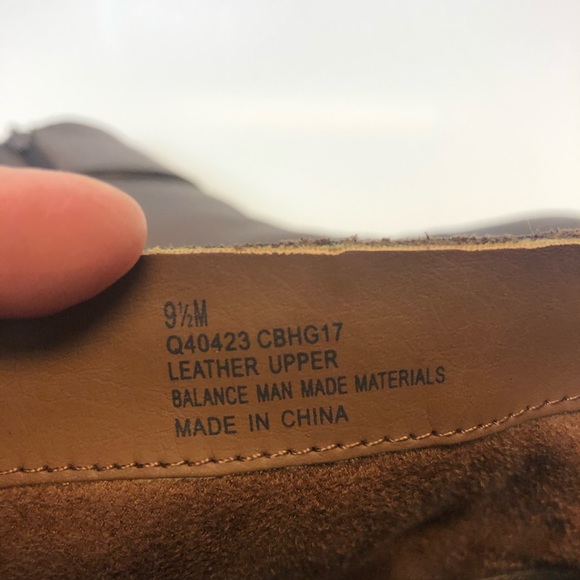 9½M
Q40423 CBHG17
LEATHER UPPER
BALANCE MAN MADE MATERIALS
MADE IN CHINA